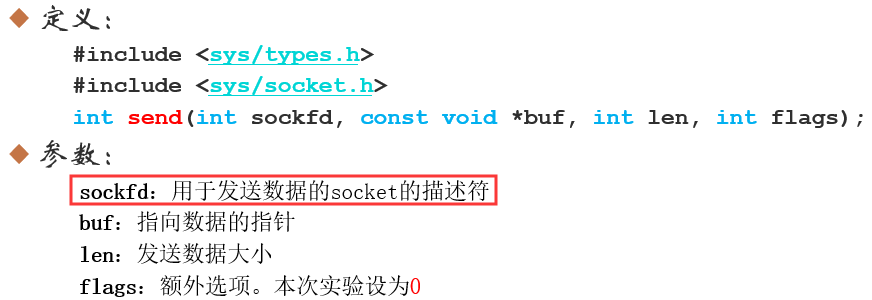 ◆ 定义:
#include <sys/types.h>
#include <sys/socket.h>
int send(int sockfd, const void *buf, int len, int flags);
◆ 参数:
sockfd：用于发送数据的socket的描述符
buf：指向数据的指针
len：发送数据大小
flags：额外选项。本次实验设为0